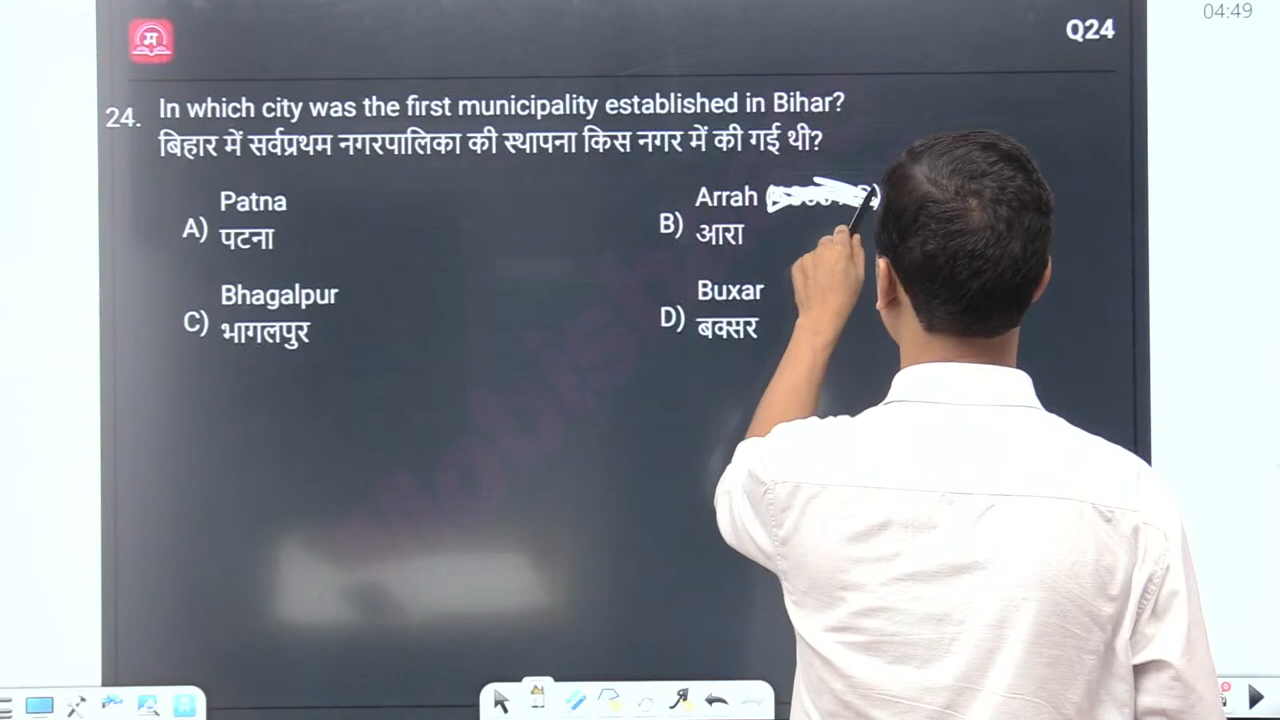 04:49
म
Q24
24. In which city was the first municipality established in Bihar?
बिहार में सर्वप्रथम नगरपालिका की स्थापना किस नगर में की गई थी?
A) Patna
पटना
B) Arrah
आरा
C) Bhagalpur
भागलपुर
D) Buxar
बक्सर